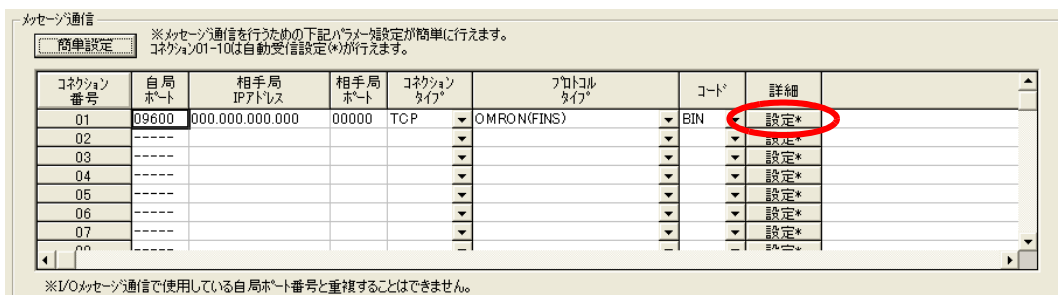 メッセージ通信
簡単設定
※メッセージ通信を行うための下記パラメータ設定が簡単に行えます。
コネクション01-10は自動受信設定(*)が行えます。
コネクション番号 自局ポート 相手局IPアドレス 相手局ポート コネクションタイプ プロトコルタイプ コード 詳細
01 09600 000.000.000.000 00000 TCP OMRON(FINS) BIN 設定*
02 ----- 設定*
03 ----- 設定*
04 ----- 設定*
05 ----- 設定*
06 ----- 設定*
07 ----- 設定*
※I/Oメッセージ通信で使用している自局ポート番号と重複することはできません。